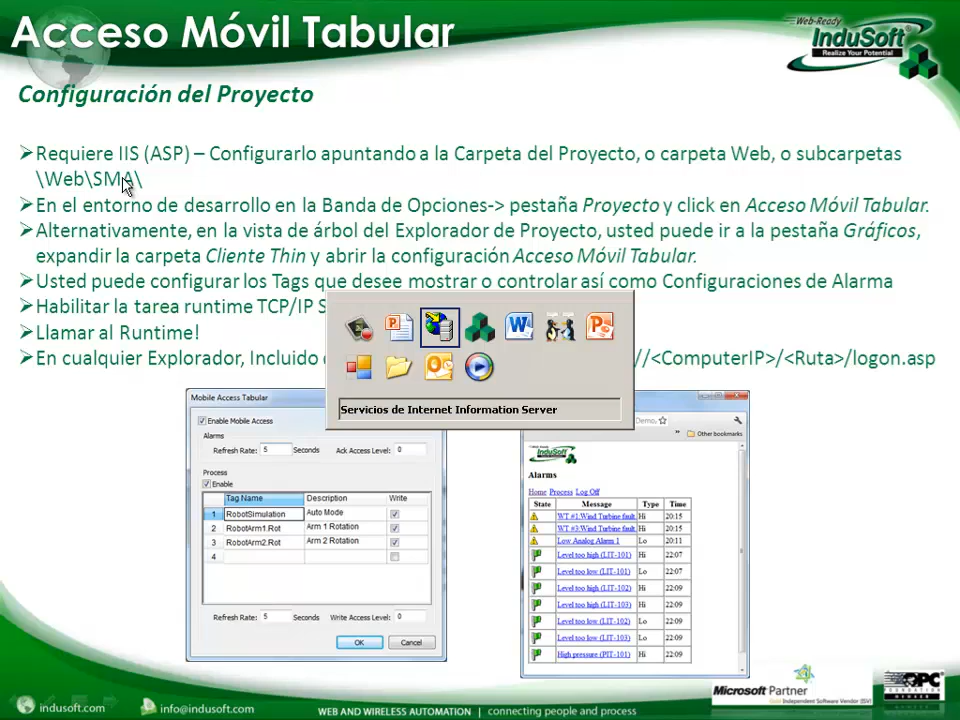 Acceso Móvil Tabular
Web-Ready
InduSoft
Realize Your Potential
Configuración del Proyecto
➢Requiere IIS (ASP) – Configurarlo apuntando a la Carpeta del Proyecto, o carpeta Web, o subcarpetas
\Web\SMA\
➢En el entorno de desarrollo en la Banda de Opciones-> pestaña Proyecto y click en Acceso Móvil Tabular.
➢Alternativamente, en la vista de árbol del Explorador de Proyecto, usted puede ir a la pestaña Gráficos,
expandir la carpeta Cliente Thin y abrir la configuración Acceso Móvil Tabular.
➢Usted puede configurar los Tags que desee mostrar o controlar así como Configuraciones de Alarma
➢Habilitar la tarea runtime TCP/IP S
➢Llamar al Runtime!
➢En cualquier Explorador, Incluido //<ComputerIP>/<Ruta>/logon.asp
Servicios de Internet Information Server
Mobile Access Tabular
Enable Mobile Access
Alarms
Refresh Rate: 5 Seconds Ack Access Level: 0
Process
Enable
Tag Name Description Write
1 RobotSimulation Auto Mode
2 RobotArm1.Rot Arm 1 Rotation
3 RobotArm2.Rot Arm 2 Rotation
4
Refresh Rate: 5 Seconds Write Access Level: 0
OK Cancel
Demo,
» Other bookmarks
InduSoft
Alarms
Home Process Log Off
State Message Type Time
WT #1:Wind Turbine fault Hi 20:15
WT #3:Wind Turbine fault Hi 20:15
Low Analog Alarm 1 Lo 20:11
Level too high (LIT-101) Hi 22:07
Level too low (LIT-101) Lo 22:07
Level too high (LIT-102) Hi 22:09
Level too high (LIT-103) Hi 22:09
Level too low (LIT-102) Lo 22:09
Level too low (LIT-103) Lo 22:09
High pressure (PIT-101) Hi 22:09
indusoft.com
info@indusoft.com
WEB AND WIRELESS AUTOMATION | connecting people and process
Microsoft Partner
Gold Independent Software Vendor (ISV)
OPC
FOUNDATION
MEMBER